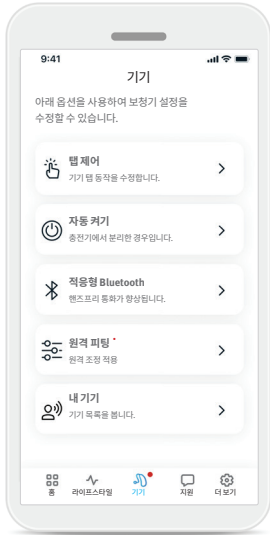 9:41
기기
아래 옵션을 사용하여 보청기 설정을
수정할 수 있습니다.
탭 제어
기기 탭 동작을 수정합니다.
자동 켜기
충전기에서 분리한 경우입니다.
적응형 Bluetooth
핸즈프리 통화가 향상됩니다.
원격 피팅
원격 조정 적용
내 기기
기기 목록을 봅니다.
홈 라이프스타일 기기 지원 더 보기